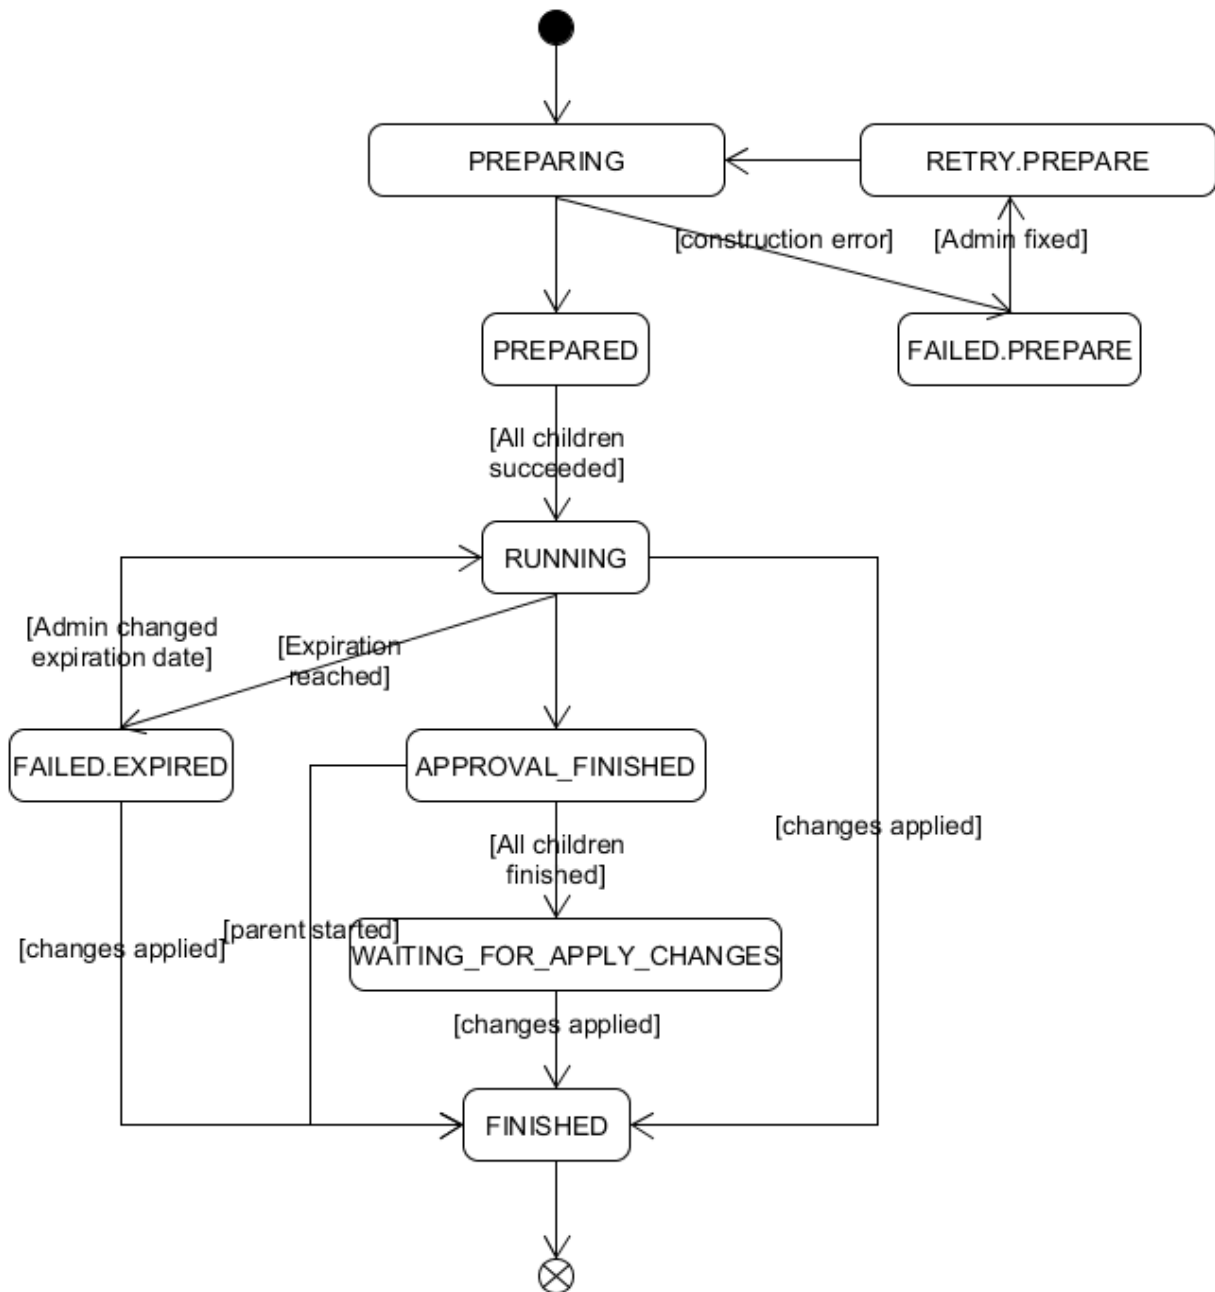 PREPARING
RETRY.PREPARE
[construction error]
[Admin fixed]
PREPARED
FAILED.PREPARE
[All children
succeeded]
RUNNING
[Admin changed
expiration date]
[Expiration
reached]
FAILED.EXPIRED
APPROVAL_FINISHED
[changes applied]
[All children
finished]
[parent started]
[changes applied]
WAITING_FOR_APPLY_CHANGES
[changes applied]
FINISHED